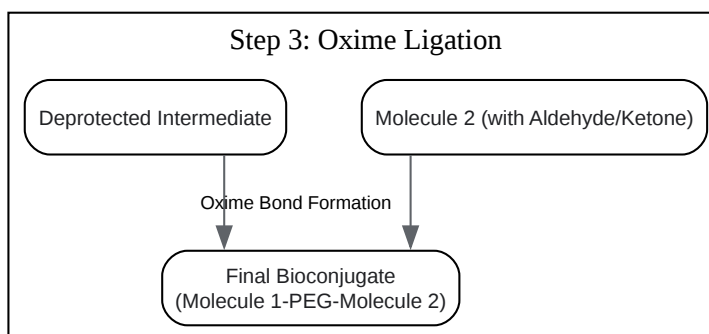 Step 3: Oxime Ligation
Deprotected Intermediate
Molecule 2 (with Aldehyde/Ketone)
Oxime Bond Formation
Final Bioconjugate
(Molecule 1-PEG-Molecule 2)